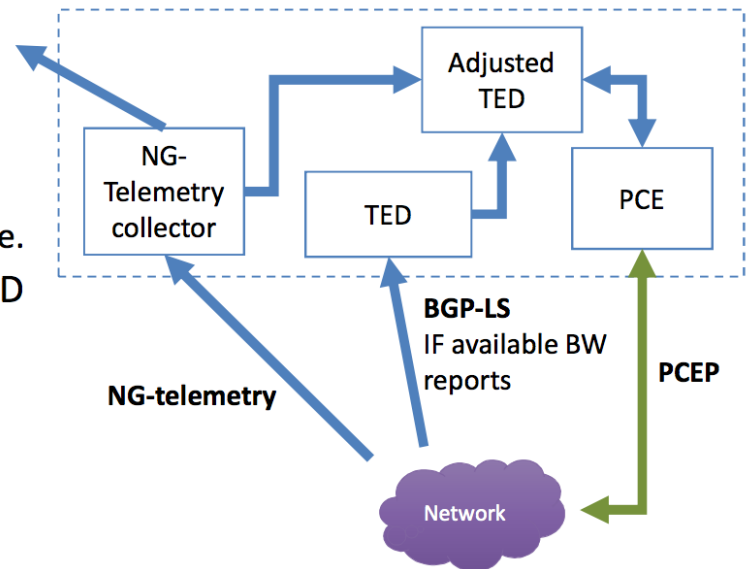 Adjusted
TED
NG-
Telemetry
collector
TED
PCE
e.
D
BGP-LS
IF available BW
reports
NG-telemetry
PCEP
Network